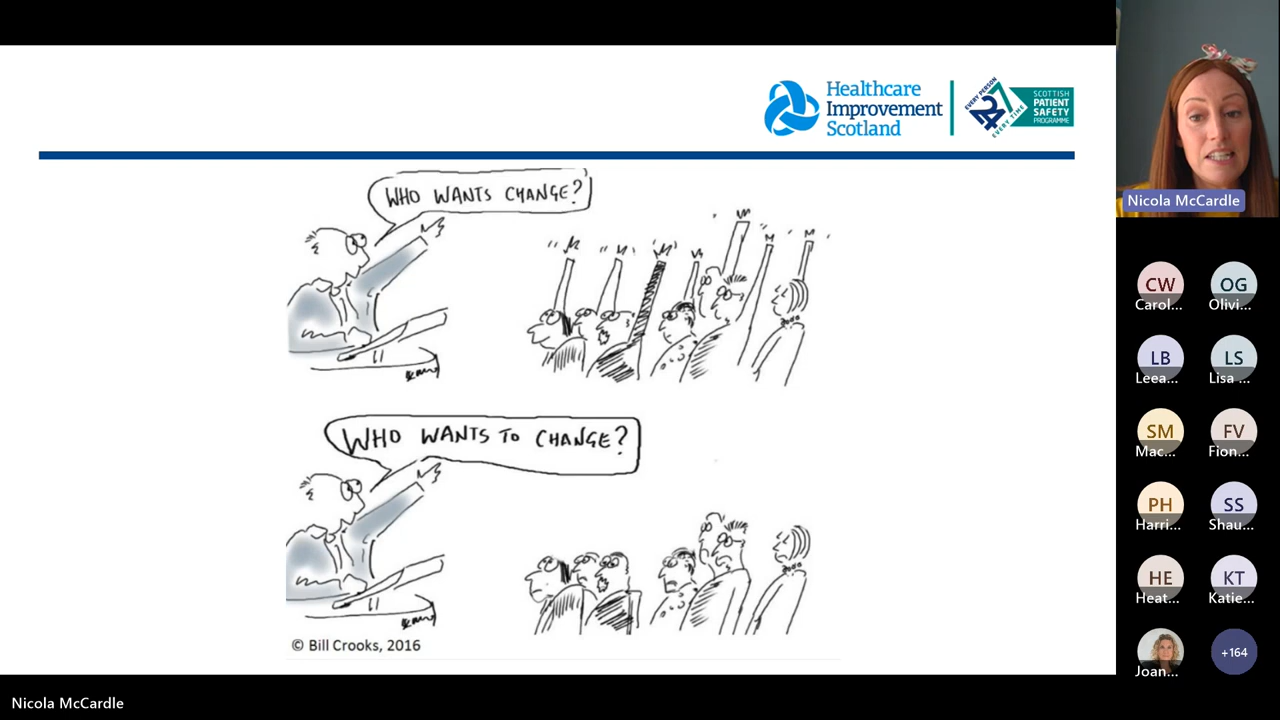 Healthcare
Improvement
Scotland
EVERY PERSON
24
7
EVERY TIME
SCOTTISH
PATIENT
SAFETY
PROGRAMME
WHO WANTS CHANGE?
WHO WANTS TO CHANGE?
© Bill Crooks, 2016
Nicola McCardle
CW
Carol...
OG
Olivi...
LB
Leea...
LS
Lisa ...
SM
Mac...
FV
Fion...
PH
Harri...
SS
Shau...
HE
Heat...
KT
Katie...
Joan...
+164
Nicola McCardle